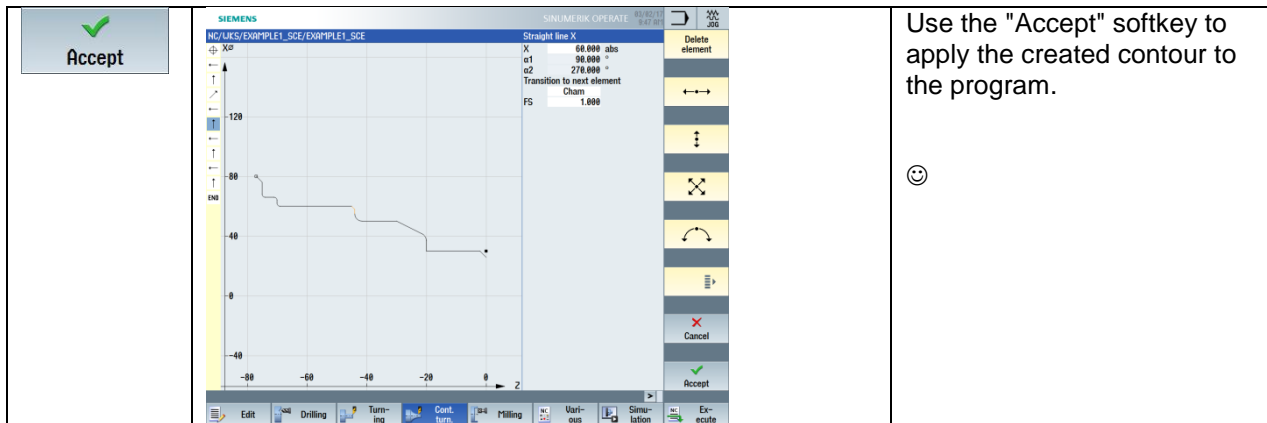 Accept
SIEMENS
SINUMERIK OPERATE
JOG
NC/WKS/EXAMPLE1_SCE/EXAMPLE1_SCE
X⌀
120
80
40
0
-40
-80 -60 -40 -20 0 Z
END
Straight line X
X 60.000 abs
α1 90.000 °
α2 270.000 °
Transition to next element
Cham
FS 1.000
Delete
element
Cancel
Accept
>
Edit
Drilling
Turn-
ing
Cont.
turn.
Milling
Vari-
ous
Simu-
lation
Ex-
ecute
NC
NC
Use the "Accept" softkey to
apply the created contour to
the program.
☺